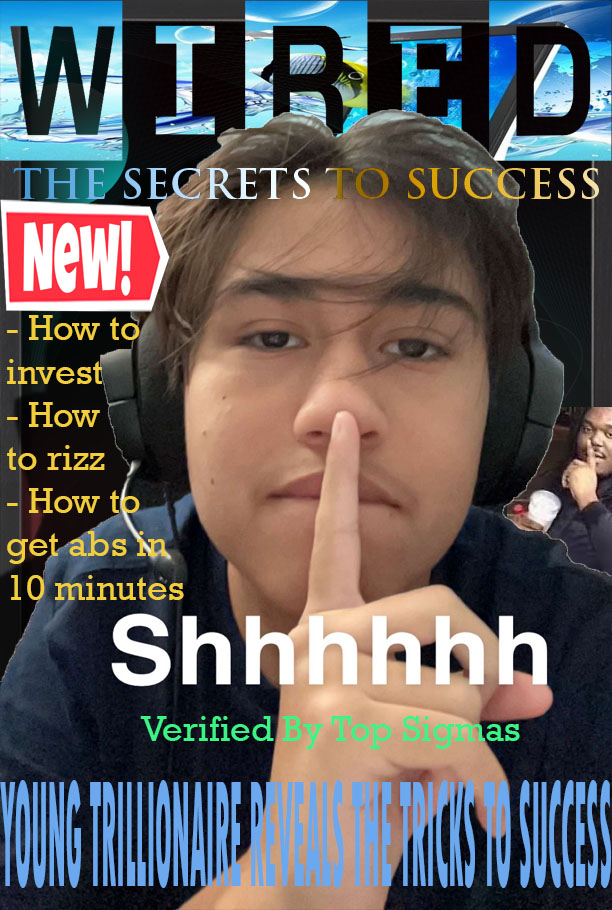 WIRED
THE SECRETS TO SUCCESS
New!
- How to
invest
- How
to rizz
- How to
get abs in
10 minutes
Shhhhhh
Verified By Top Sigmas
YOUNG TRILLIONAIRE REVEALS THE TRICKS TO SUCCESS